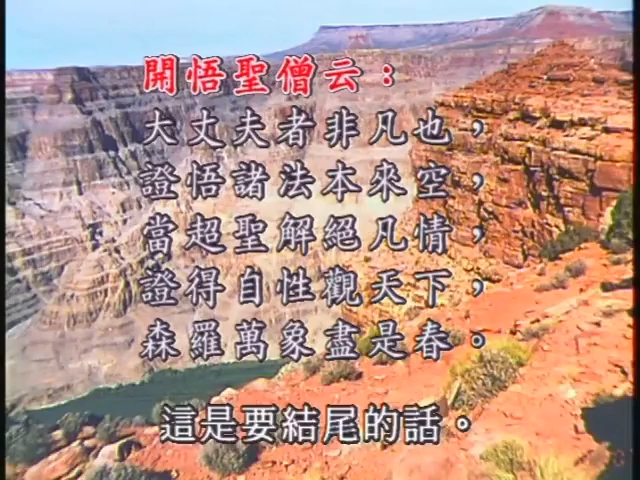 開悟聖僧云：
大丈夫者非凡也，
證悟諸法本來空，
當超聖解絕凡情，
證得自性觀天下，
森羅萬象盡是春。
這是要結尾的話。